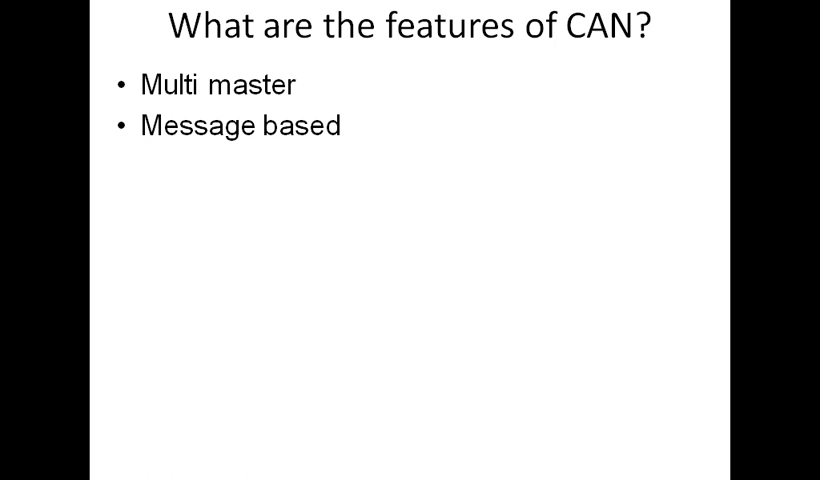 What are the features of CAN?
• Multi master
• Message based